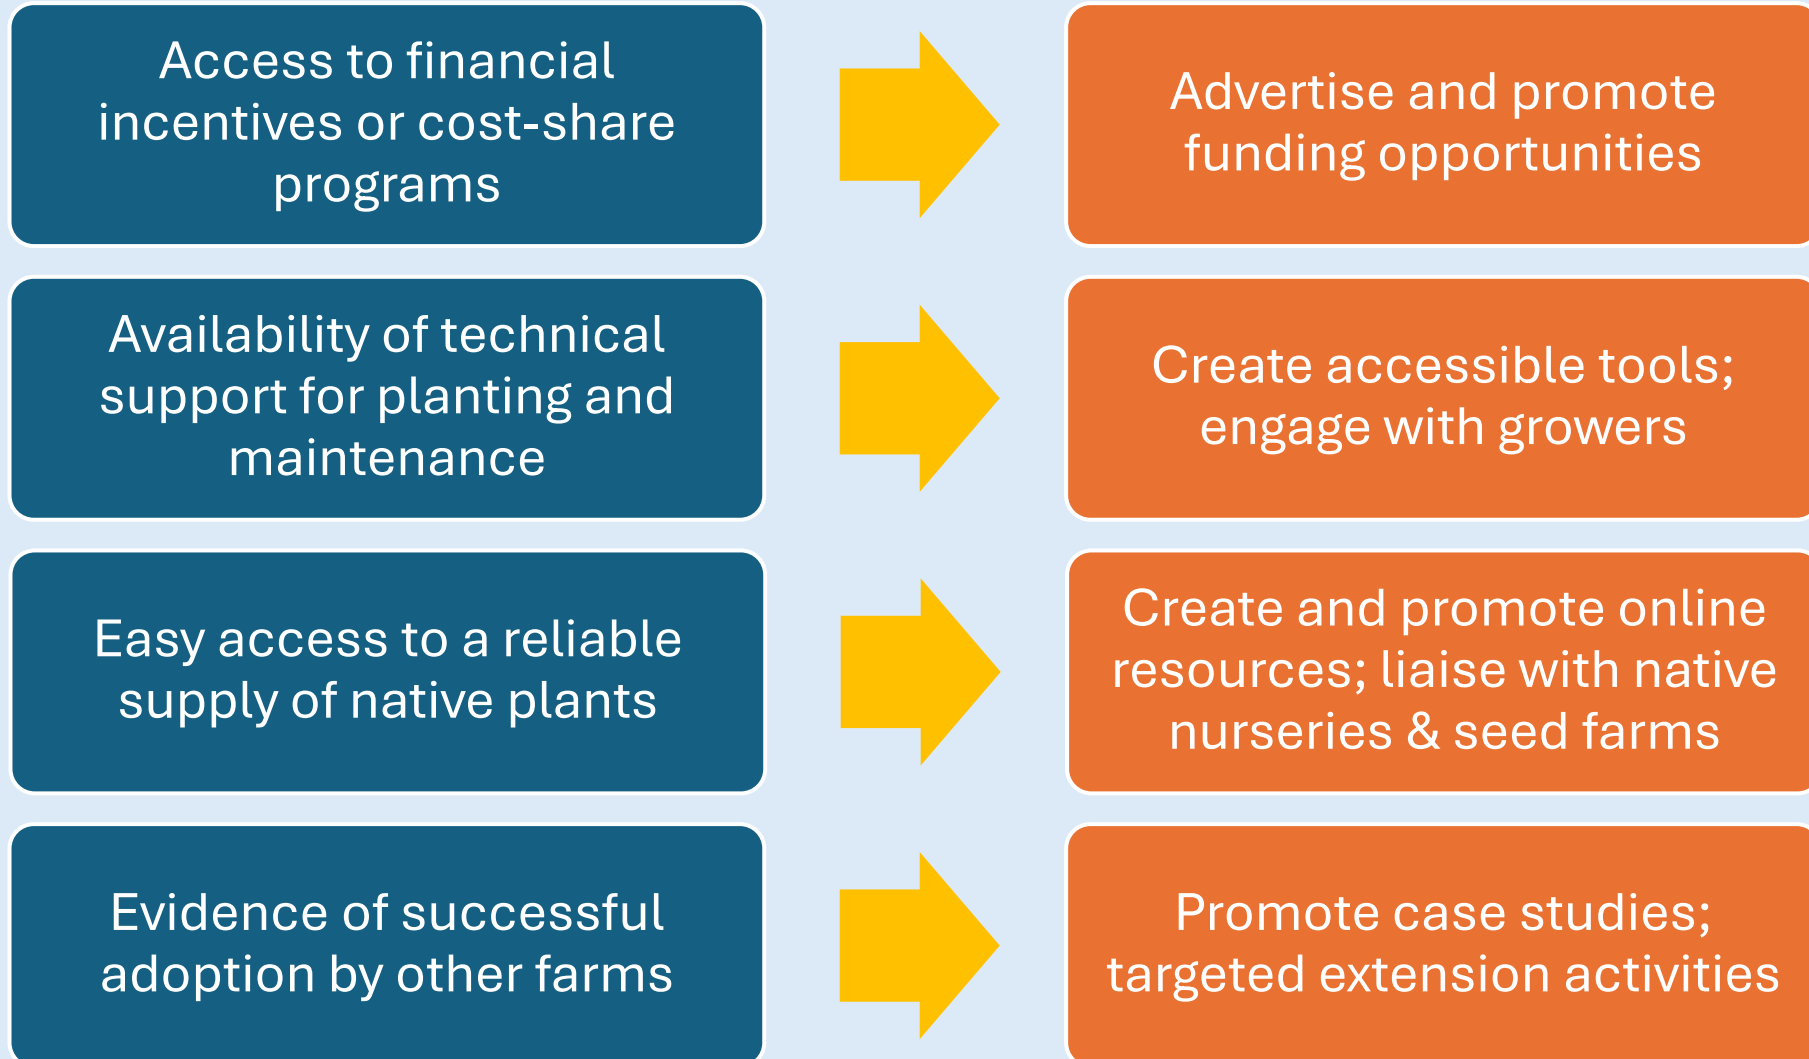 Access to financial
incentives or cost-share
programs
Advertise and promote
funding opportunities
Availability of technical
support for planting and
maintenance
Create accessible tools;
engage with growers
Easy access to a reliable
supply of native plants
Create and promote online
resources; liaise with native
nurseries & seed farms
Evidence of successful
adoption by other farms
Promote case studies;
targeted extension activities